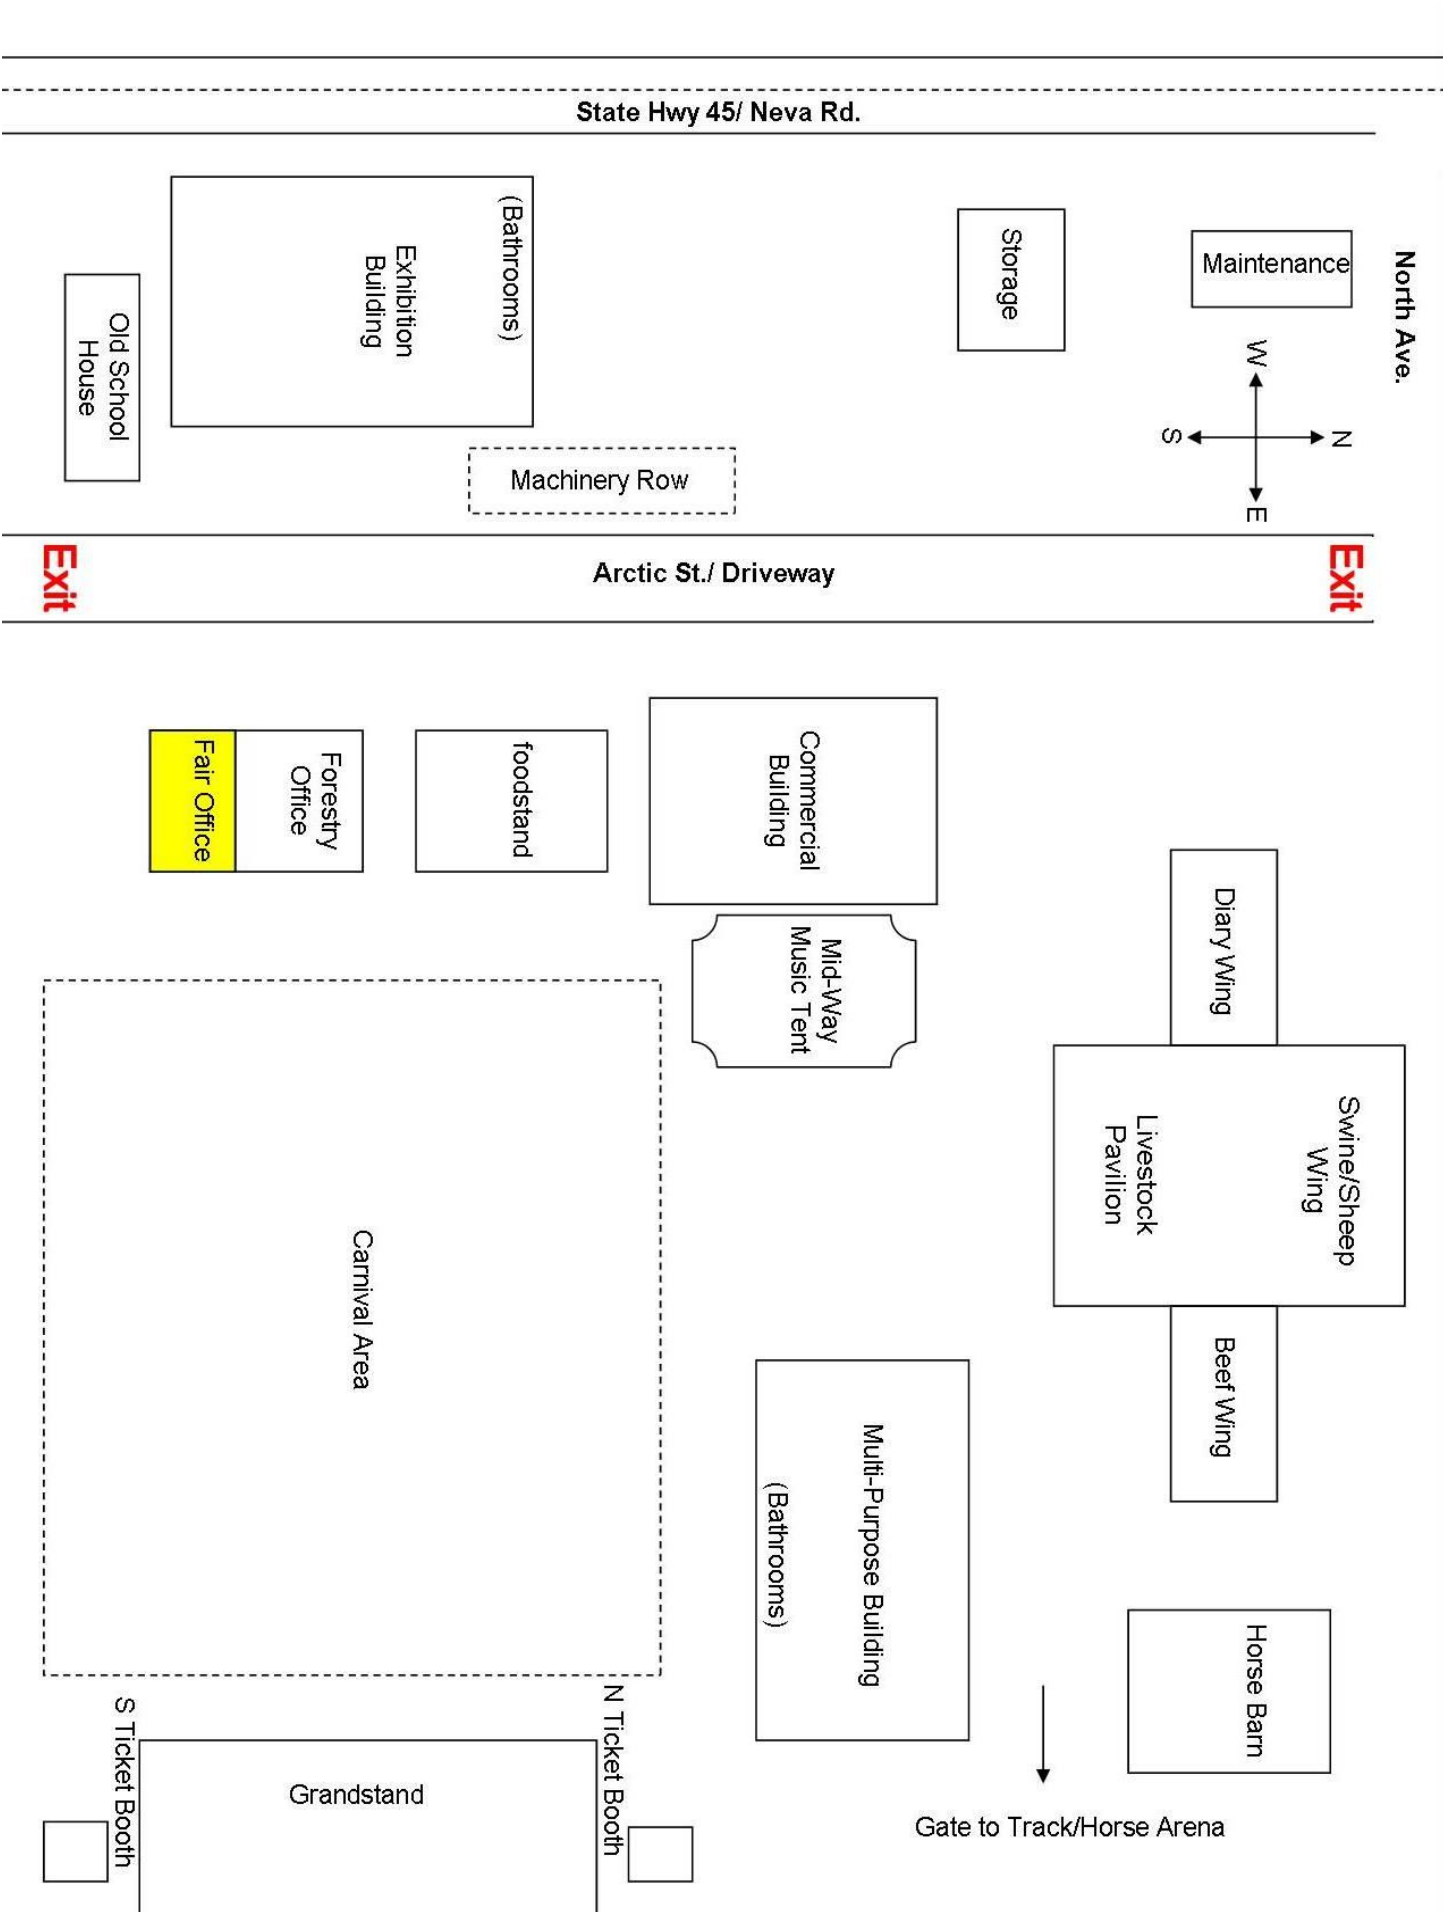 State Hwy 45/ Neva Rd.
(Bathrooms)
Exhibition
Building
Storage
Maintenance
North Ave.
Old School
House
W
S
N
E
Machinery Row
Exit
Arctic St./ Driveway
Exit
Fair Office
Forestry
Office
foodstand
Commercial
Building
Mid-Way
Music Tent
Diary Wing
Swine/Sheep
Wing
Livestock
Pavilion
Beef Wing
Carnival Area
Multi-Purpose Building
(Bathrooms)
Horse Barn
S Ticket Booth
Grandstand
N Ticket Booth
Gate to Track/Horse Arena